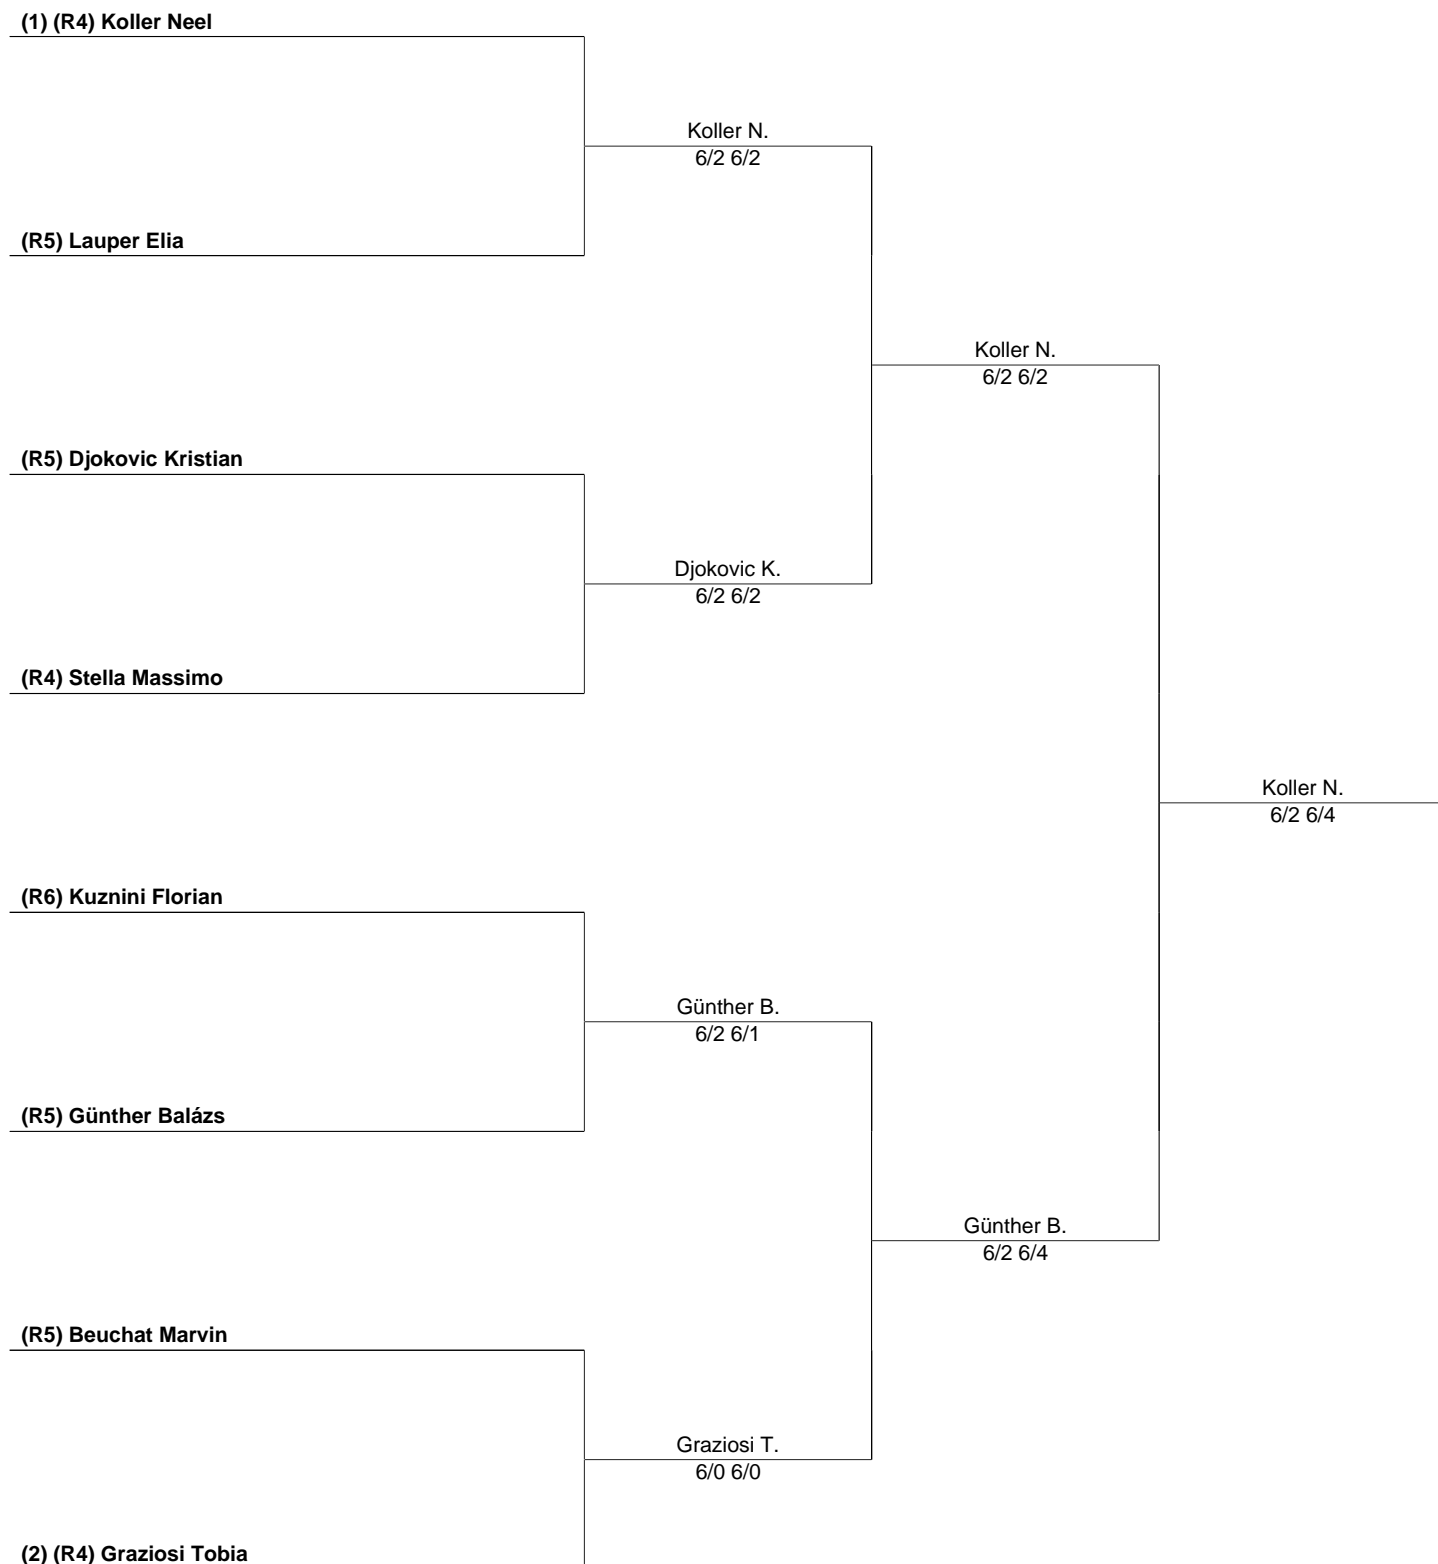 (1) (R4) Koller Neel
Koller N.
6/2 6/2
(R5) Lauper Elia
Koller N.
6/2 6/2
(R5) Djokovic Kristian
Djokovic K.
6/2 6/2
(R4) Stella Massimo
Koller N.
6/2 6/4
(R6) Kuznini Florian
Günther B.
6/2 6/1
(R5) Günther Balázs
Günther B.
6/2 6/4
(R5) Beuchat Marvin
Graziosi T.
6/0 6/0
(2) (R4) Graziosi Tobia